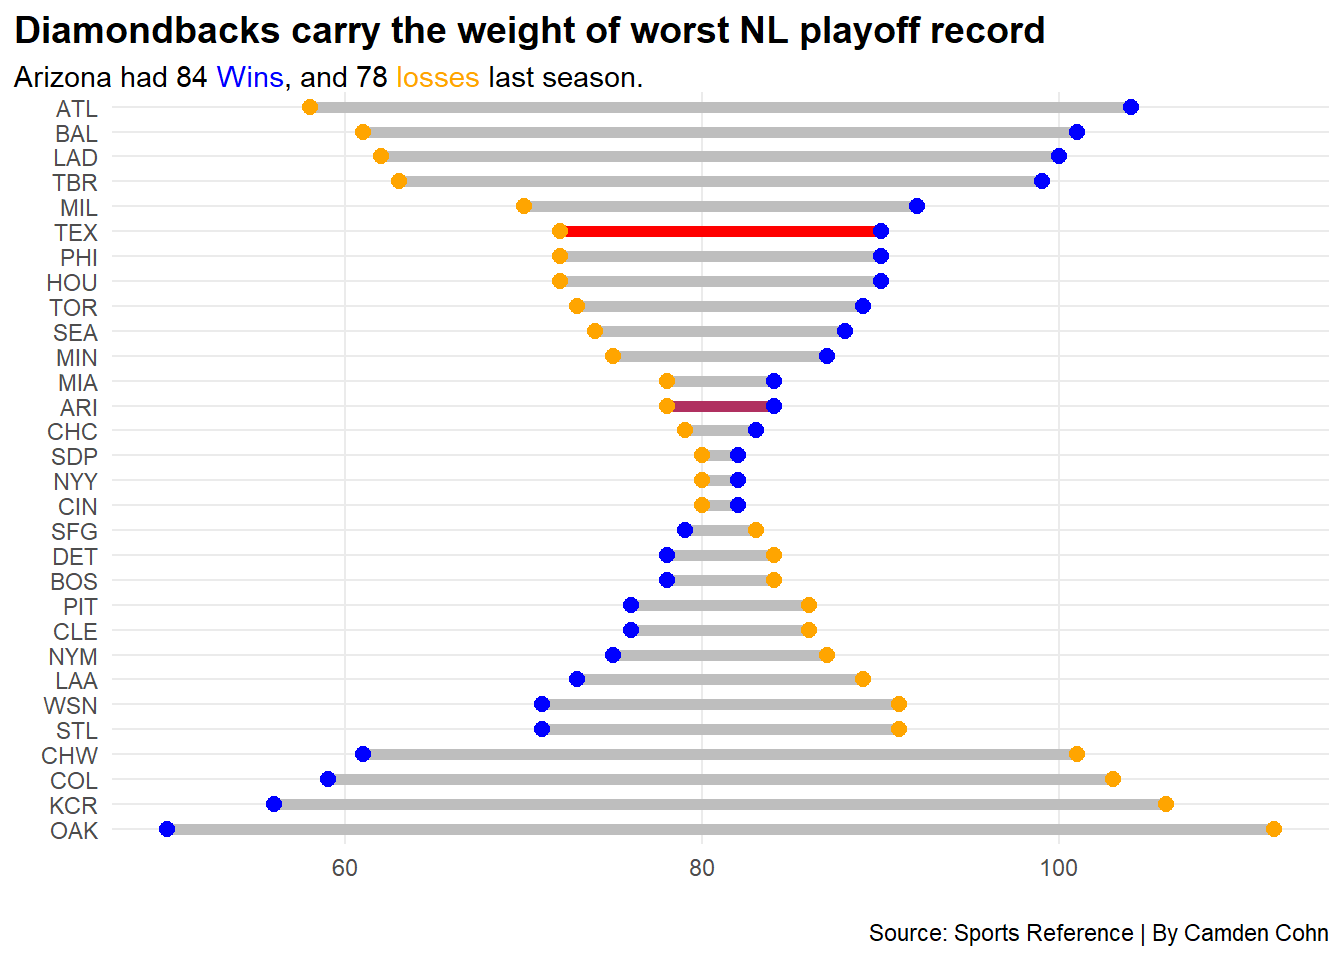 Diamondbacks carry the weight of worst NL playoff record
Arizona had 84 Wins, and 78 losses last season.
ATL
BAL
LAD
TBR
MIL
TEX
PHI
HOU
TOR
SEA
MIN
MIA
ARI
CHC
SDP
NYY
CIN
SFG
DET
BOS
PIT
CLE
NYM
LAA
WSN
STL
CHW
COL
KCR
OAK
60 80 100
Source: Sports Reference | By Camden Cohn